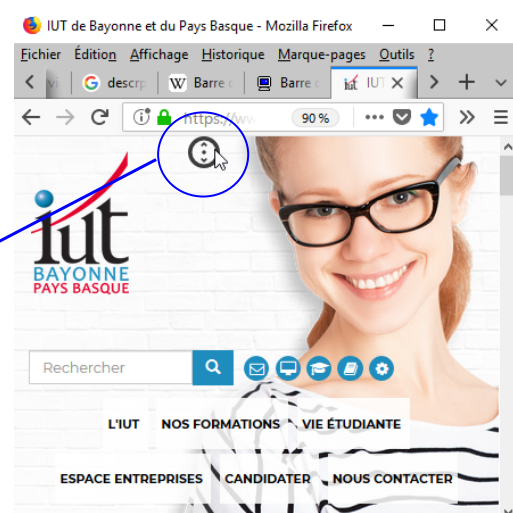 IUT de Bayonne et du Pays Basque - Mozilla Firefox
Fichier Édition Affichage Historique Marque-pages Outils ?
G descrp W Barre Barre iut IUT
https://ww 90 %
iut
BAYONNE
PAYS BASQUE
Rechercher
L'IUT NOS FORMATIONS VIE ÉTUDIANTE
ESPACE ENTREPRISES CANDIDATER NOUS CONTACTER